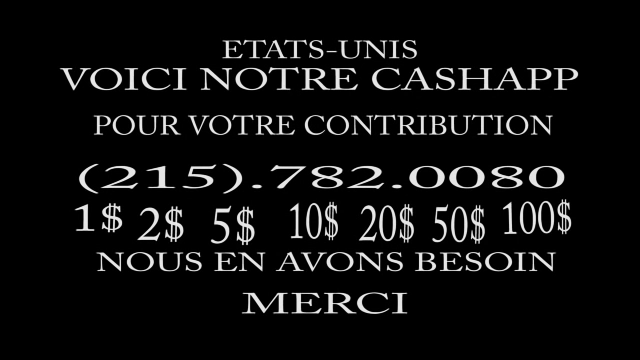 ETATS-UNIS
VOICI NOTRE CASHAPP
POUR VOTRE CONTRIBUTION
(215).782.0080
1$ 2$ 5$ 10$ 20$ 50$ 100$
NOUS EN AVONS BESOIN
MERCI